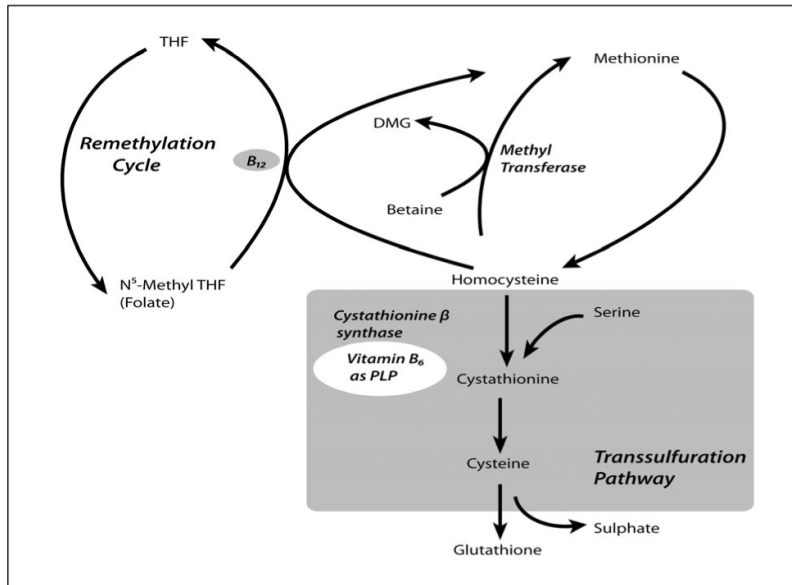 THF
Methionine
DMG
Remethylation
Cycle
B₁₂
Methyl
Transferase
Betaine
N⁵-Methyl THF
(Folate)
Homocysteine
Cystathionine β
synthase
Serine
Vitamin B₆
as PLP
Cystathionine
Cysteine
Transsulfuration
Pathway
Sulphate
Glutathione